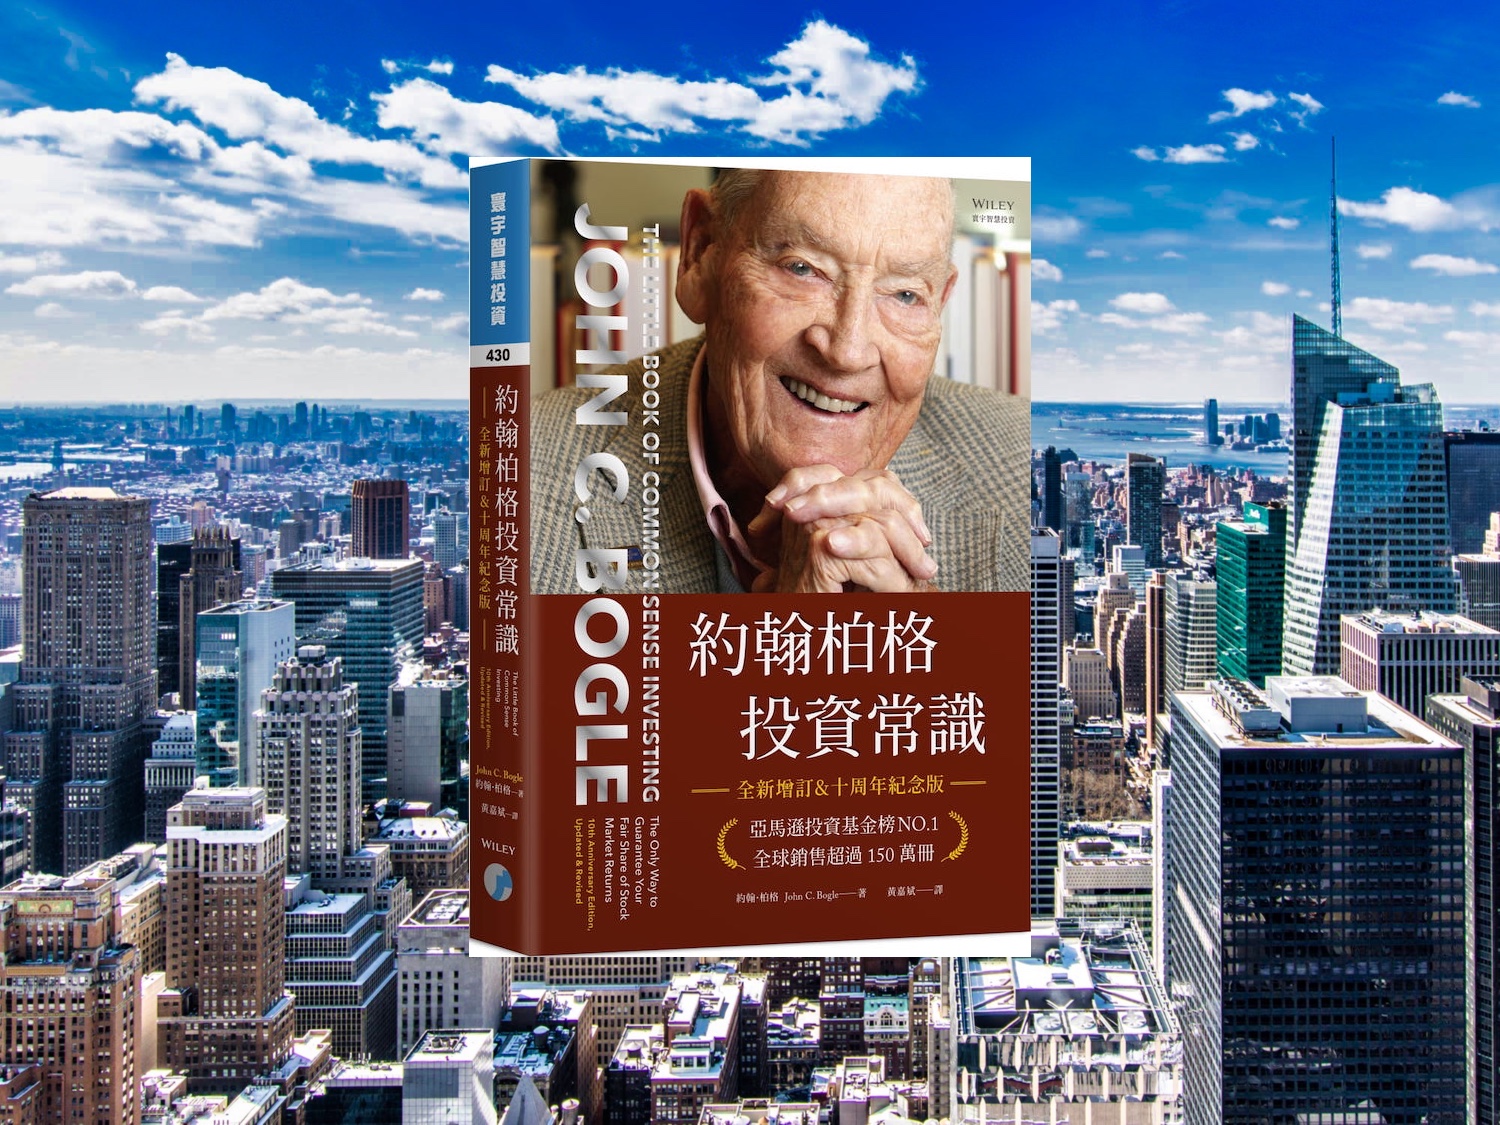 寰宇智慧投資
430
約翰柏格投資常識
全新增訂&十周年紀念版
The Little Book of
Common Sense
Investing
10th Anniversary Edition,
Updated & Revised
John C. Bogle
約翰·柏格—著
黃嘉斌—譯
WILEY
JOHN C. BOGLE
THE LITTLE BOOK OF COMMON SENSE INVESTING
The Only Way to
Guarantee Your
Fair Share of Stock
Market Returns
10th Anniversary Edition,
Updated & Revised
WILEY
寰宇智慧投資
約翰柏格
投資常識
全新增訂&十周年紀念版
亞馬遜投資基金榜NO.1
全球銷售超過 150 萬冊
約翰·柏格 John C. Bogle——著 黃嘉斌——譯